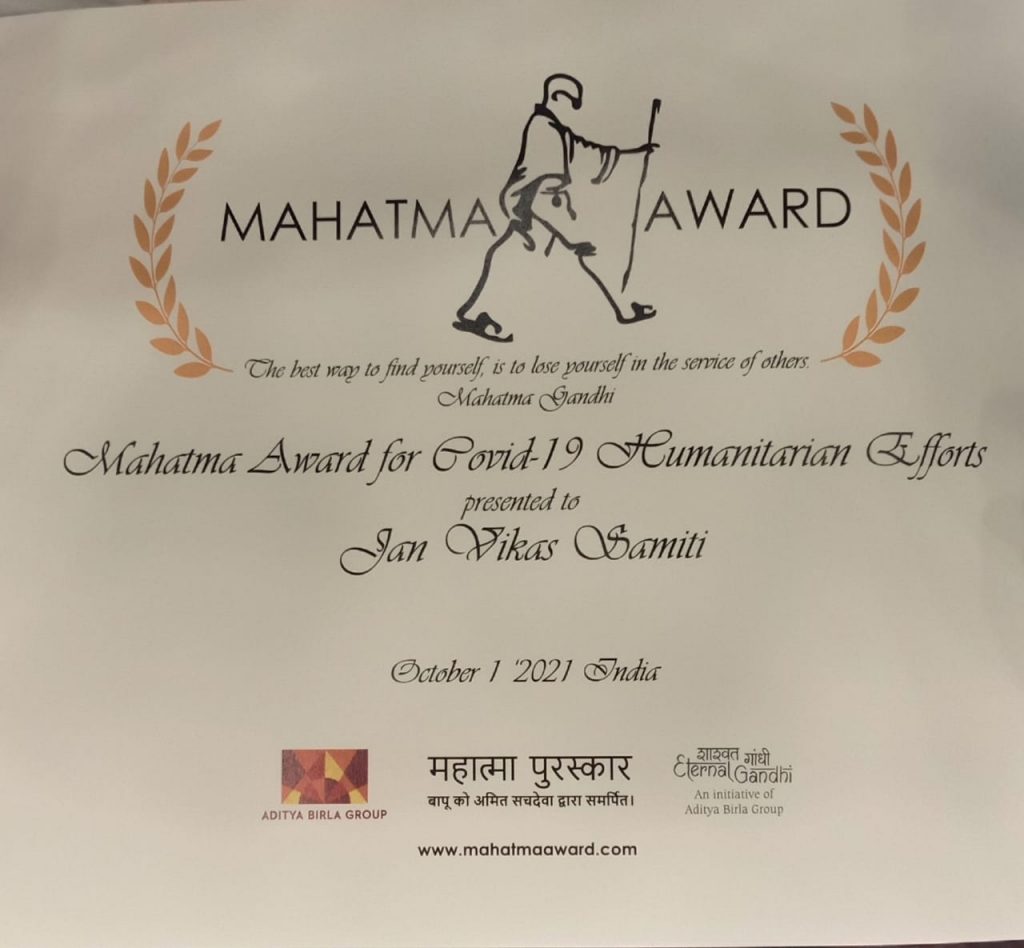 MAHATMA AWARD
The best way to find yourself, is to lose yourself in the service of others.
Mahatma Gandhi
Mahatma Award for Covid-19 Humanitarian Efforts
presented to
Jan Vikas Samiti
October 1 '2021 India
ADITYA BIRLA GROUP
महात्मा पुरस्कार
बापू को अमित सचदेवा द्वारा समर्पित।
शाश्वत गांधी
Eternal Gandhi
An initiative of
Aditya Birla Group
www.mahatmaaward.com